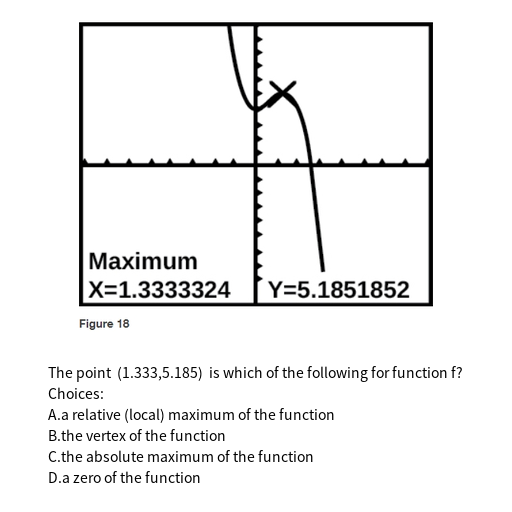 Maximum
X=1.3333324 Y=5.1851852
Figure 18
The point (1.333,5.185) is which of the following for function f?
Choices:
A.a relative (local) maximum of the function
B.the vertex of the function
C.the absolute maximum of the function
D.a zero of the function